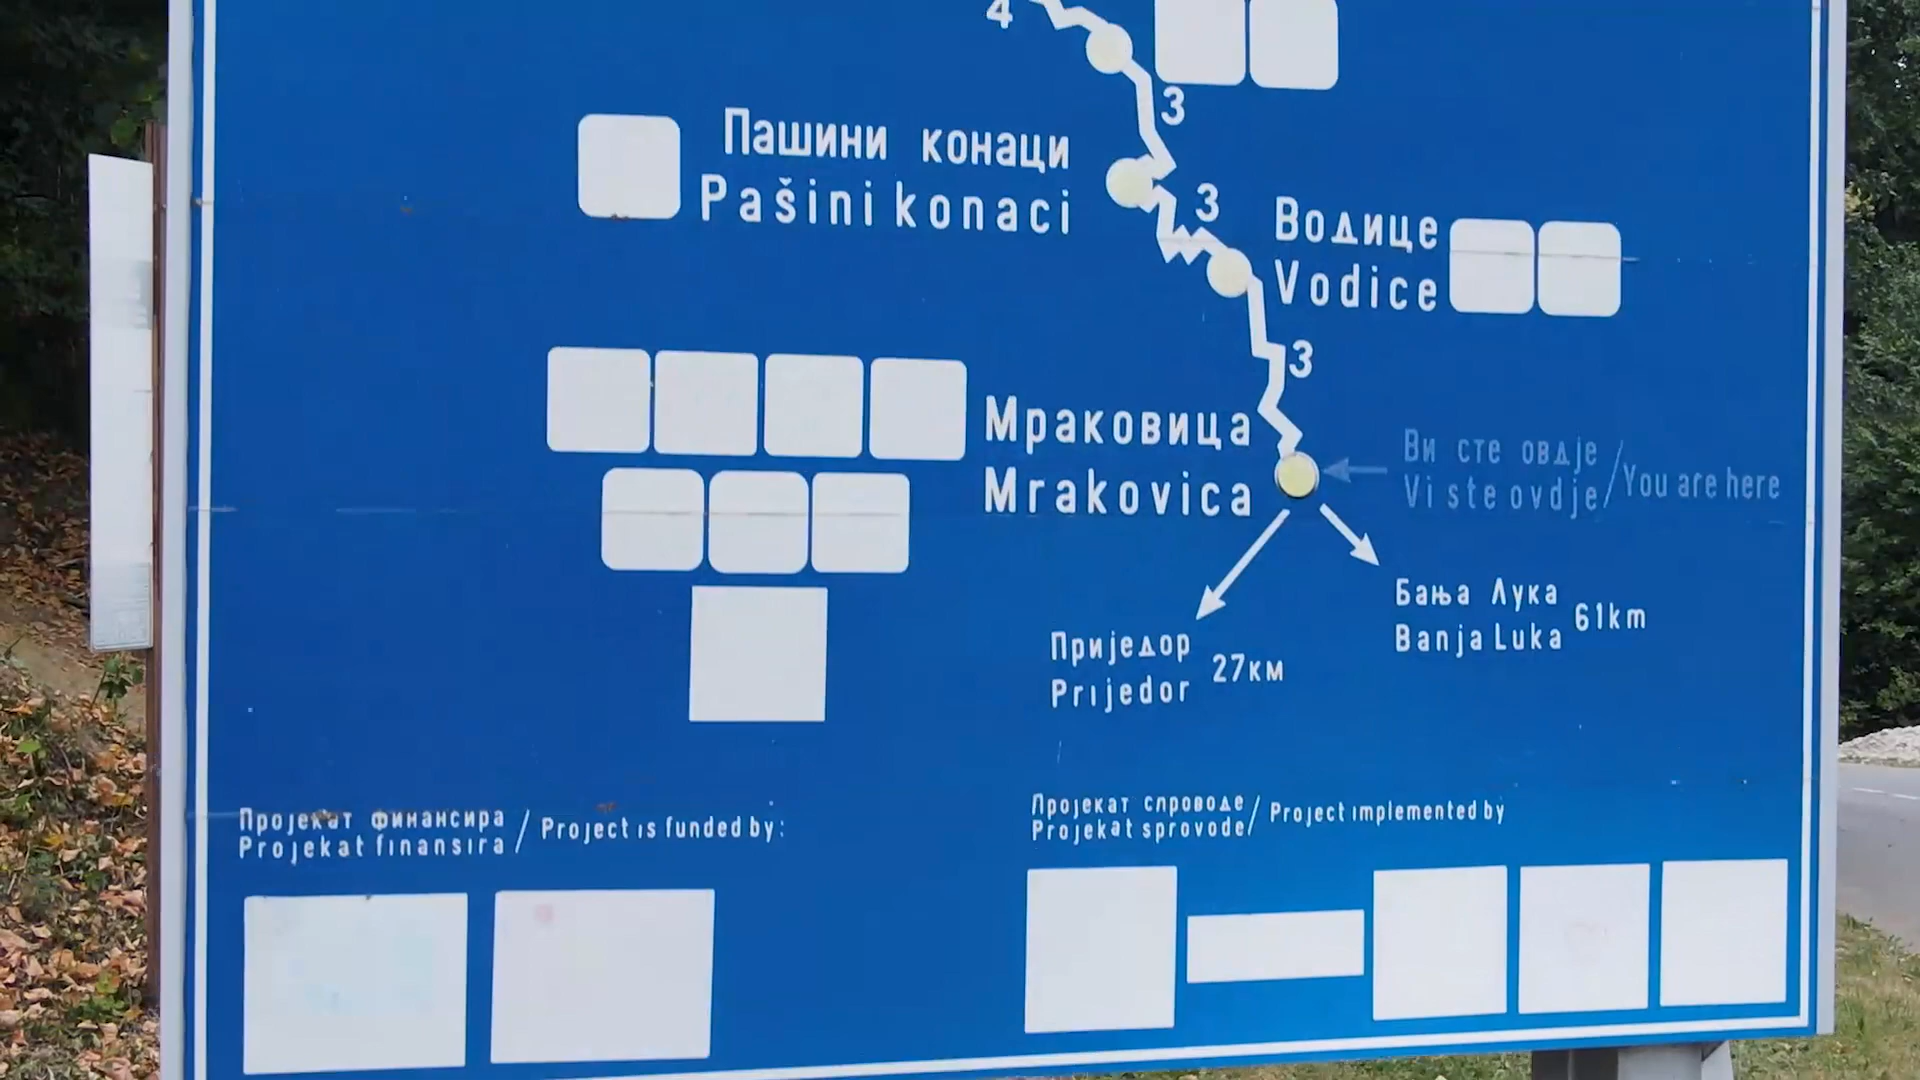 4
3
Пашини конаци
Pašini konaci
3
Водице
Vodice
3
Мраковица
Mrakovica
Ви сте овдје
Vi ste ovdje
/ You are here
Бања Лука
Banja Luka
61km
Приједор
Prijedor
27км
Пројекат финансира
Projekat finansira
/ Project is funded by:
Пројекат спроводе
Projekat sprovode
/ Project implemented by